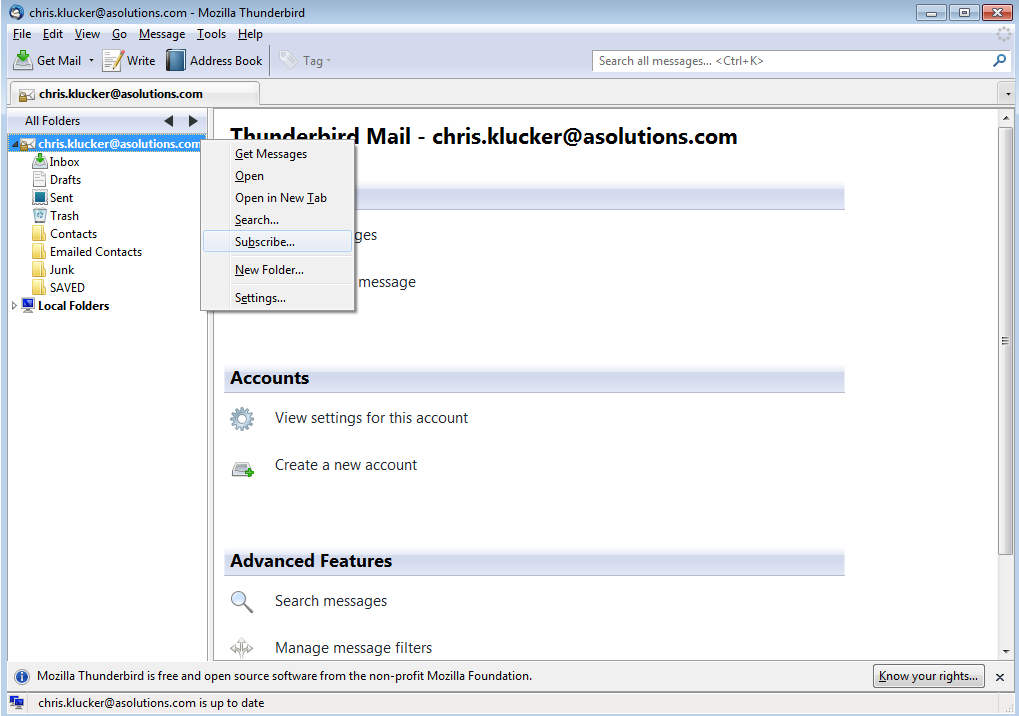 chris.klucker@asolutions.com - Mozilla Thunderbird
File Edit View Go Message Tools Help
Get Mail Write Address Book Tag
Search all messages... <Ctrl+K>
chris.klucker@asolutions.com
All Folders
chris.klucker@asolutions.com
Inbox
Drafts
Sent
Trash
Contacts
Emailed Contacts
Junk
SAVED
Local Folders
Get Messages
Open
Open in New Tab
Search...
Subscribe...
New Folder...
Settings...
Thunderbird Mail - chris.klucker@asolutions.com
message
Accounts
View settings for this account
Create a new account
Advanced Features
Search messages
Manage message filters
Mozilla Thunderbird is free and open source software from the non-profit Mozilla Foundation.
Know your rights...
chris.klucker@asolutions.com is up to date